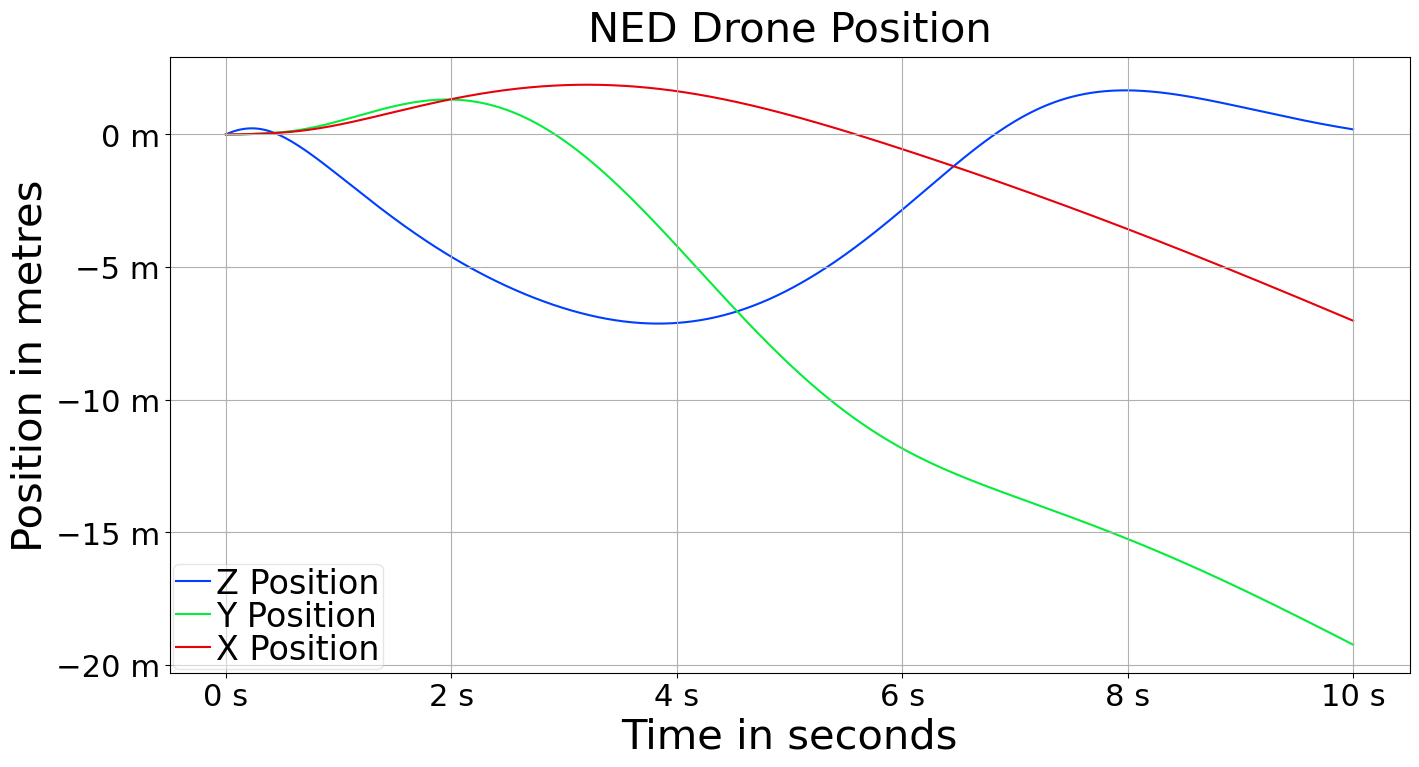 NED Drone Position
Position in metres
0 m
−5 m
−10 m
−15 m
−20 m
Z Position
Y Position
X Position
0 s 2 s 4 s 6 s 8 s 10 s
Time in seconds